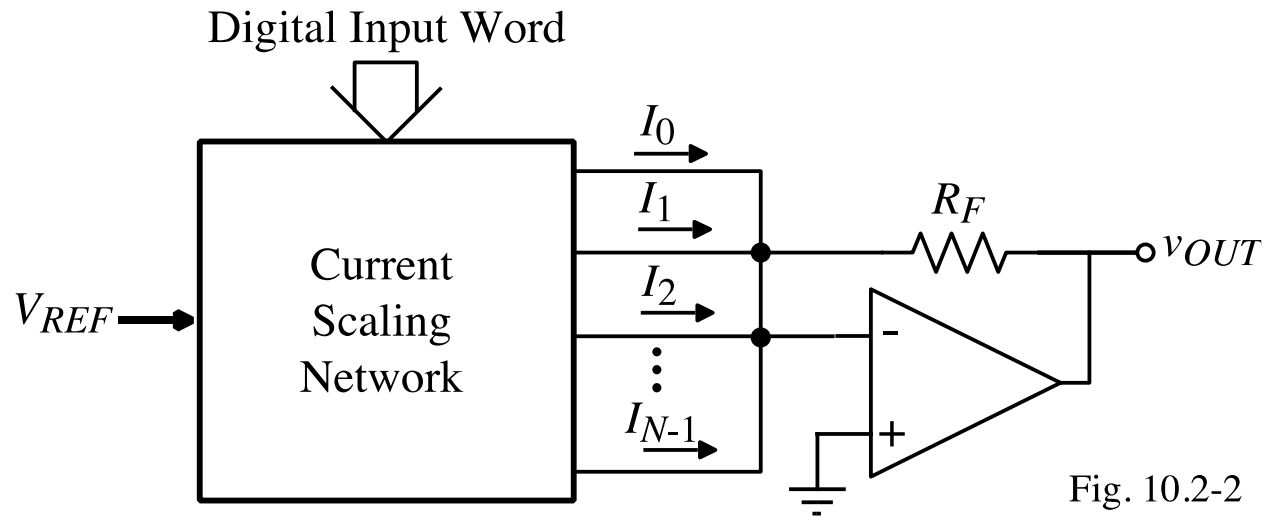 Digital Input Word
I0
I1
RF
vOUT
Current
Scaling
Network
I2
VREF
-
IN-1
+
Fig. 10.2-2